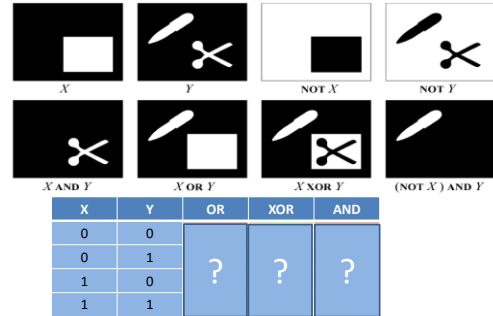 X Y NOT X NOT Y
X AND Y X OR Y X XOR Y (NOT X ) AND Y
X Y OR XOR AND
0 0
0 1
1 0
1 1
? ? ?